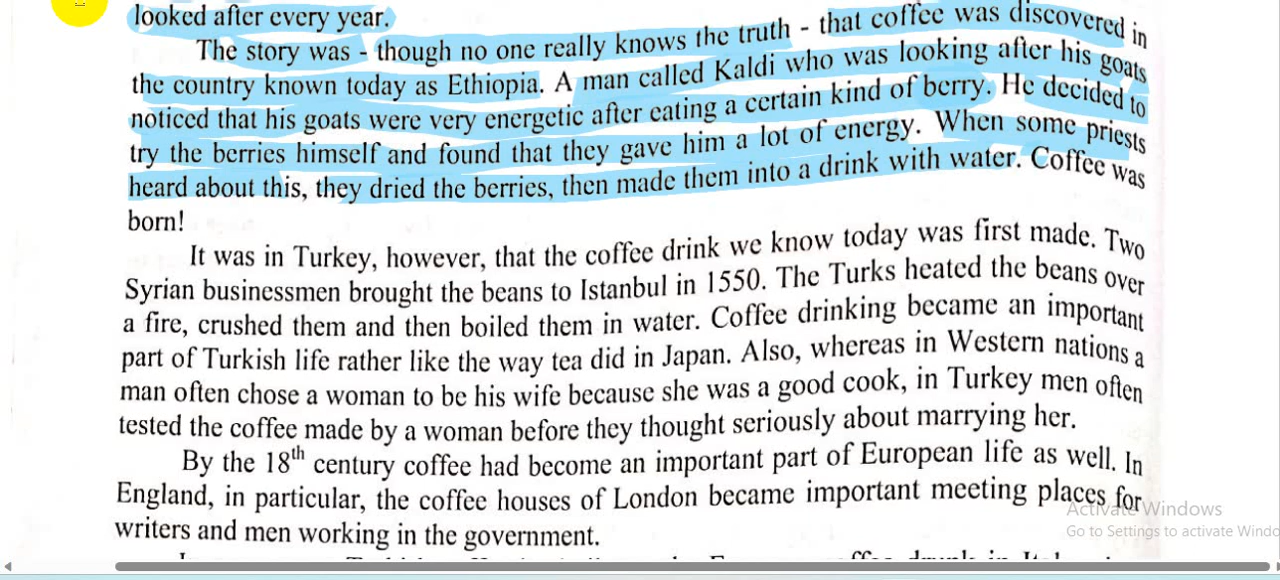 looked after every year.
The story was - though no one really knows the truth - that coffee was discovered in
the country known today as Ethiopia. A man called Kaldi who was looking after his goats
noticed that his goats were very energetic after eating a certain kind of berry. He decided to
try the berries himself and found that they gave him a lot of energy. When some priests
heard about this, they dried the berries, then made them into a drink with water. Coffee was
born!
It was in Turkey, however, that the coffee drink we know today was first made. Two
Syrian businessmen brought the beans to Istanbul in 1550. The Turks heated the beans over
a fire, crushed them and then boiled them in water. Coffee drinking became an important
part of Turkish life rather like the way tea did in Japan. Also, whereas in Western nations a
man often chose a woman to be his wife because she was a good cook, in Turkey men often
tested the coffee made by a woman before they thought seriously about marrying her.
By the 18th century coffee had become an important part of European life as well. In
England, in particular, the coffee houses of London became important meeting places for
writers and men working in the government.
Activate Windows
Go to Settings to activate Windo